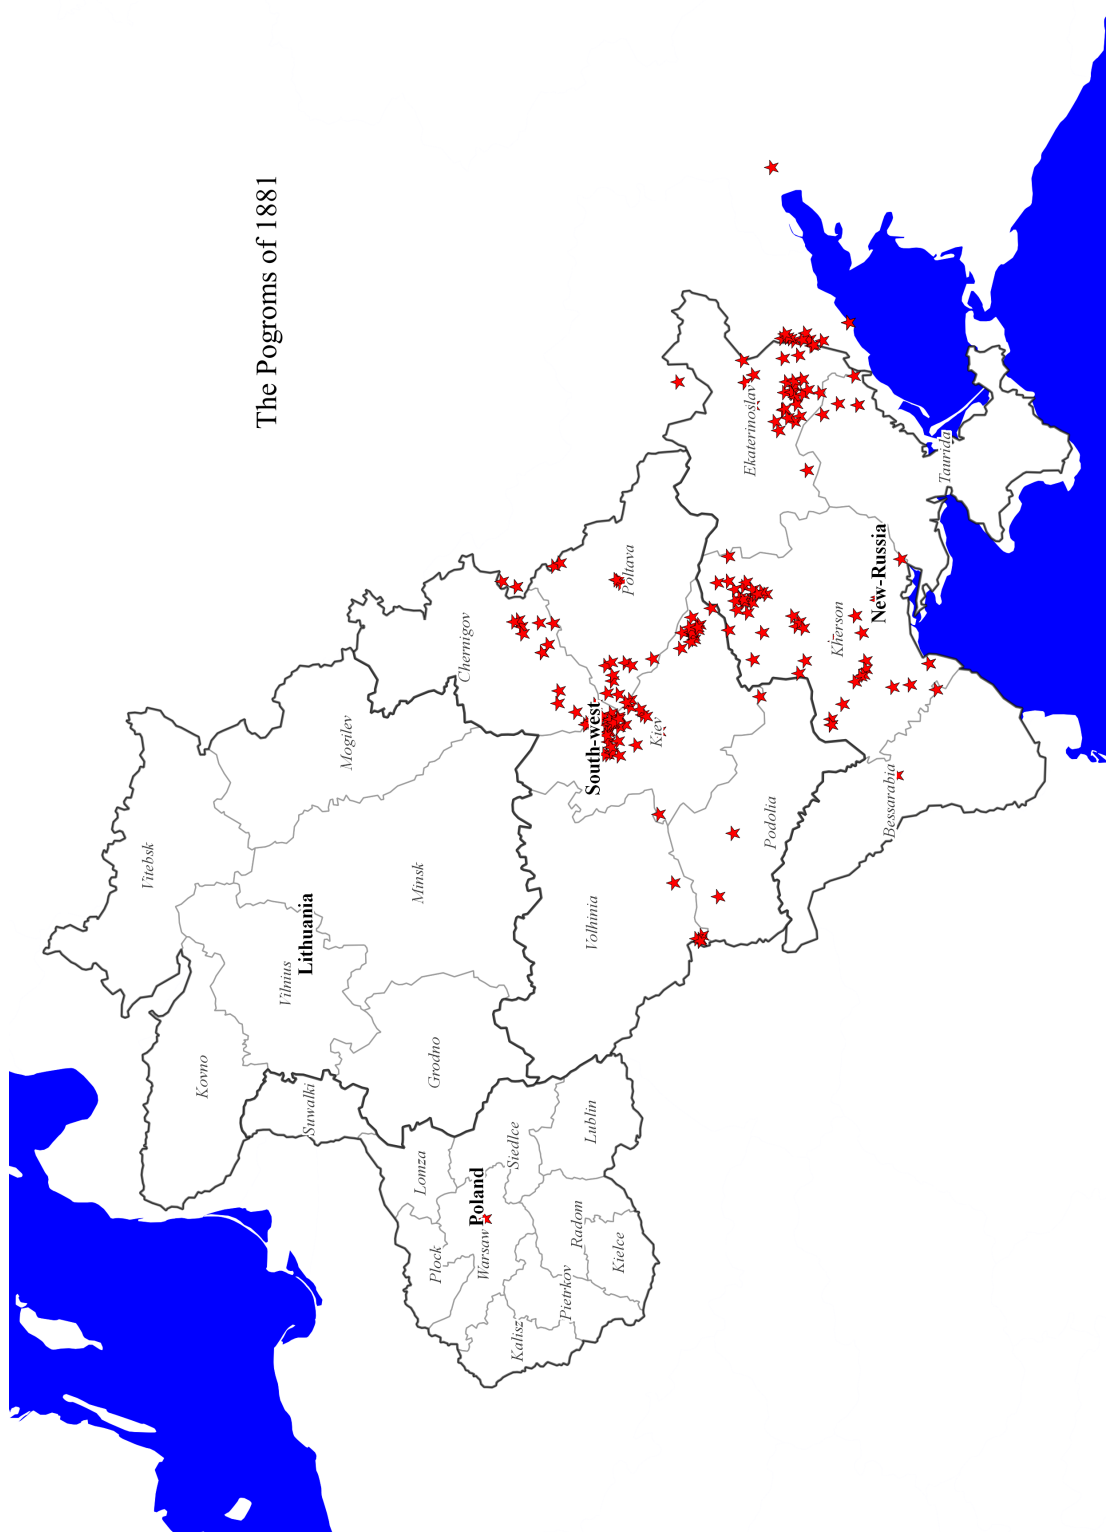 The Pogroms of 1881
Vitebsk
Kovno
Vilnius
Lithuania
Mogilev
Minsk
Suwalki
Grodno
Chernigov
Lomza
Plock
Poland
Warsaw
Siedlce
Kalisz
Pietrkov
Radom
Kielce
Lublin
Volhinia
South-west
Kiev
Poltava
Podolia
Ekaterinoslav
Kherson
New-Russia
Bessarabia
Taurida